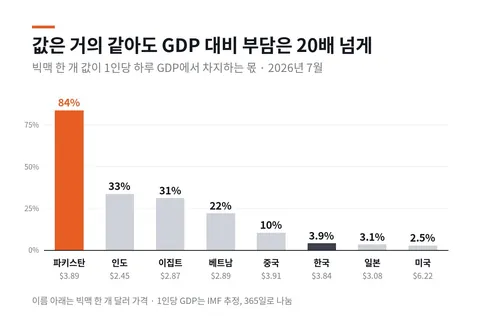 값은 거의 같아도 GDP 대비 부담은 20배 넘게
빅맥 한 개 값이 1인당 하루 GDP에서 차지하는 몫 · 2026년 7월
84%
75%
33%
31%
50%
22%
25%
10%
3.9%
3.1%
2.5%
0%
파키스탄 인도 이집트 베트남 중국 한국 일본 미국
$3.89 $2.45 $2.87 $2.89 $3.91 $3.84 $3.08 $6.22
이름 아래는 빅맥 한 개 달러 가격 · 1인당 GDP는 IMF 추정, 365일로 나눔